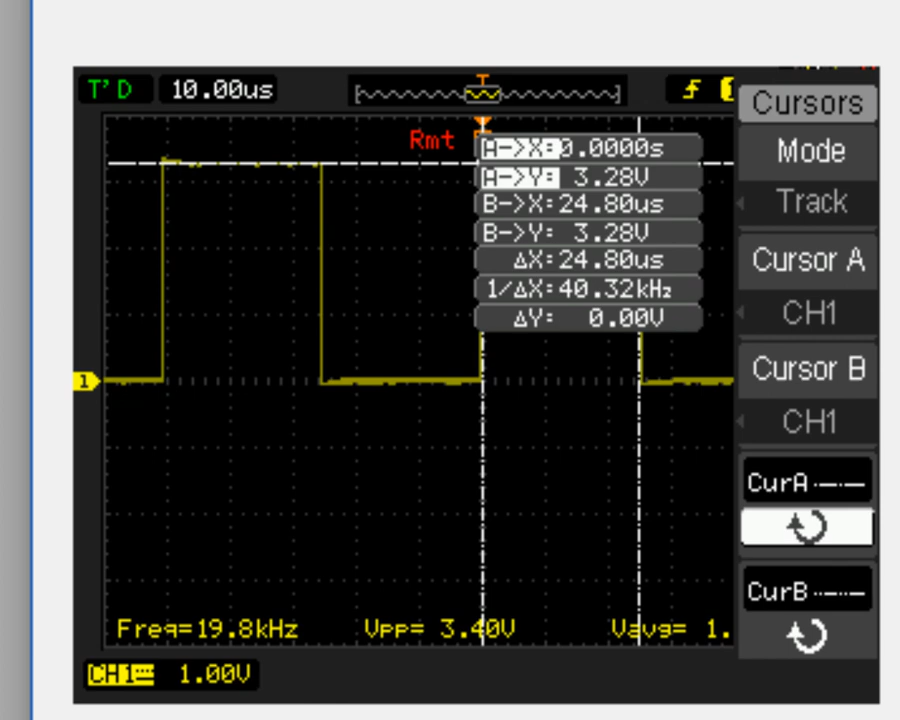 T'D 10.00us T
Cursors
Rmt
A->X:0.0000s
A->Y: 3.28V
B->X:24.80us
B->Y: 3.28V
ΔX:24.80us
1/ΔX:40.32kHz
ΔY: 0.00V
Mode
Track
Cursor A
CH1
Cursor B
CH1
CurA
CurB
1
Freq=19.8kHz Vpp= 3.40V Vavg= 1.
CH1 1.00V